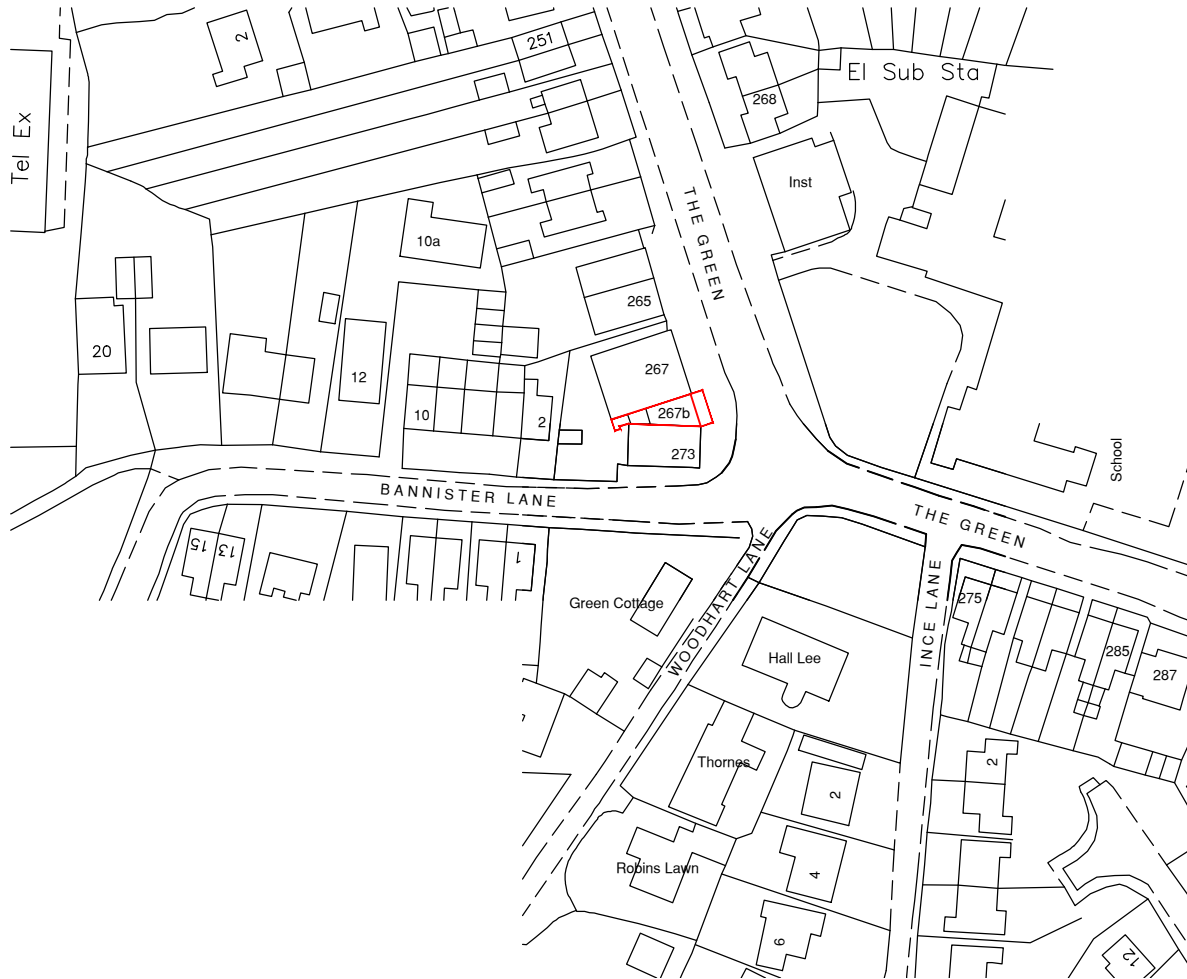 2
251
El Sub Sta
268
Tel Ex
Inst
THE GREEN
10a
265
20
267
12
267b
10
2
273
School
BANNISTER LANE
THE GREEN
15
13
1
WOODHART LANE
INCE LANE
Green Cottage
275
Hall Lee
285
287
Thornes
2
2
Robins Lawn
4
6
12